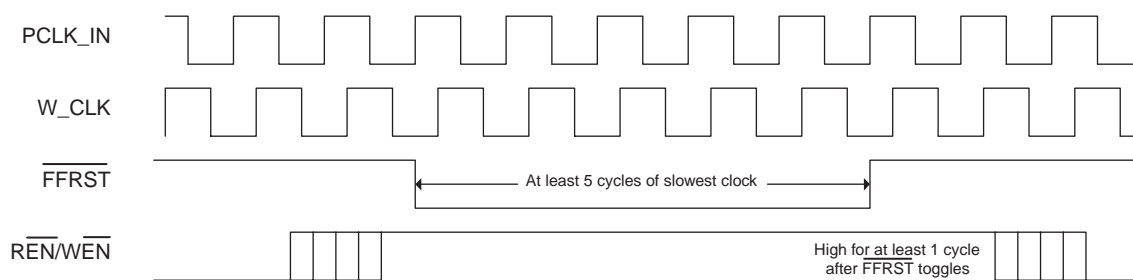 PCLK_IN
W_CLK
FFRST
At least 5 cycles of slowest clock
REN/WEN
High for at least 1 cycle
after FFRST toggles